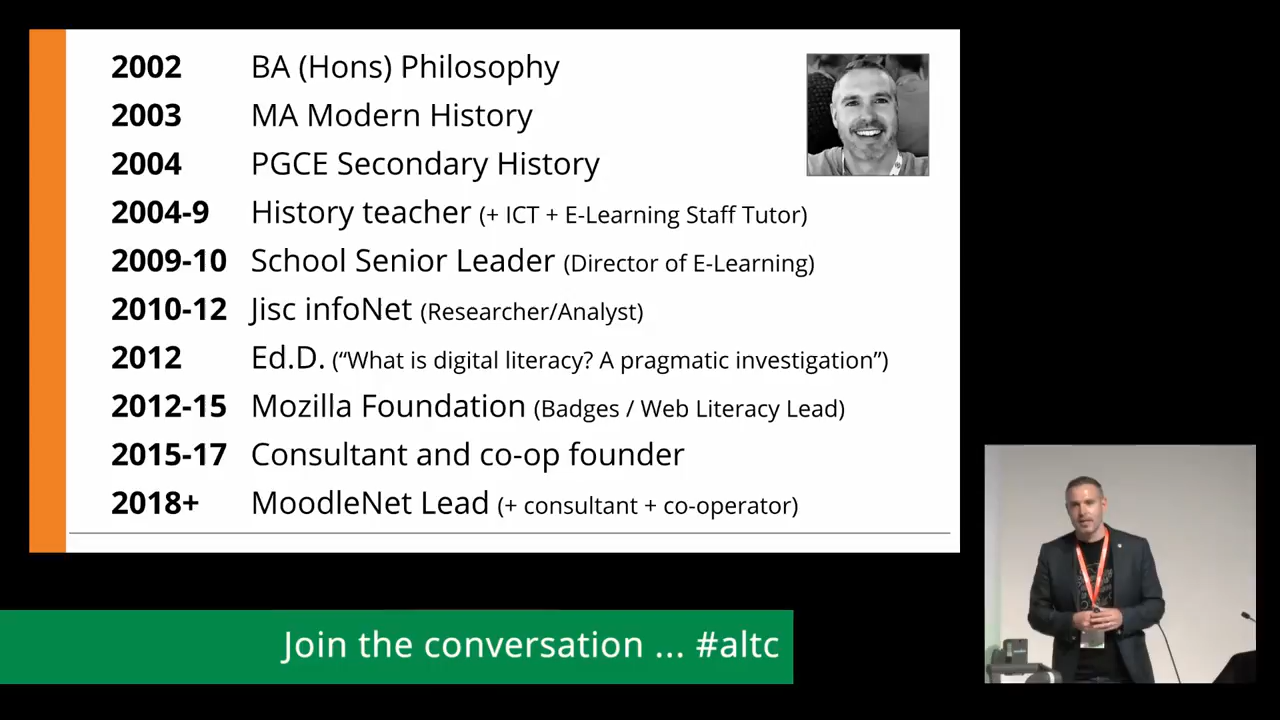 2002 BA (Hons) Philosophy
2003 MA Modern History
2004 PGCE Secondary History
2004-9 History teacher (+ ICT + E-Learning Staff Tutor)
2009-10 School Senior Leader (Director of E-Learning)
2010-12 Jisc infoNet (Researcher/Analyst)
2012 Ed.D. (“What is digital literacy? A pragmatic investigation”)
2012-15 Mozilla Foundation (Badges / Web Literacy Lead)
2015-17 Consultant and co-op founder
2018+ MoodleNet Lead (+ consultant + co-operator)
Join the conversation ... #altc